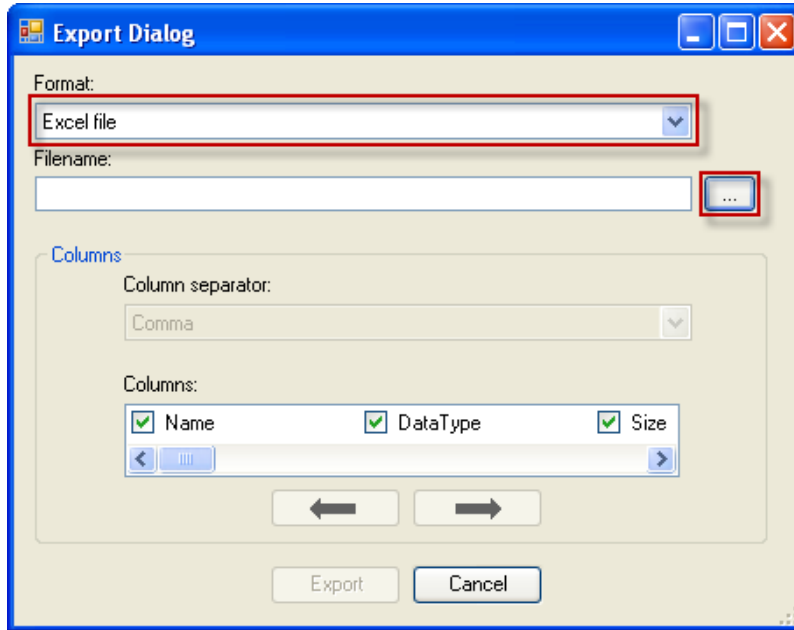 Export Dialog
Format:
Excel file
Filename:
...
Columns
Column separator:
Comma
Columns:
Name DataType Size
Export Cancel